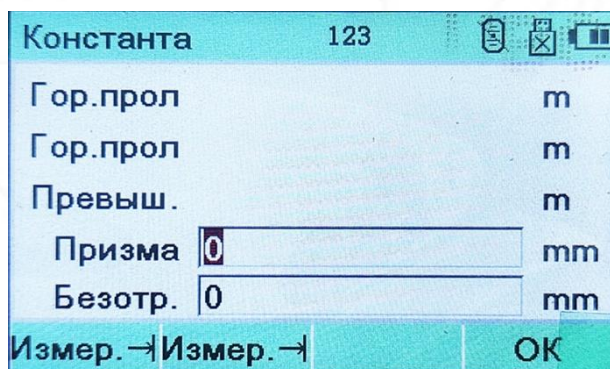 Константа 123
Гор.прол m
Гор.прол m
Превыш. m
Призма 0 mm
Безотр. 0 mm
Измер. Измер. OK